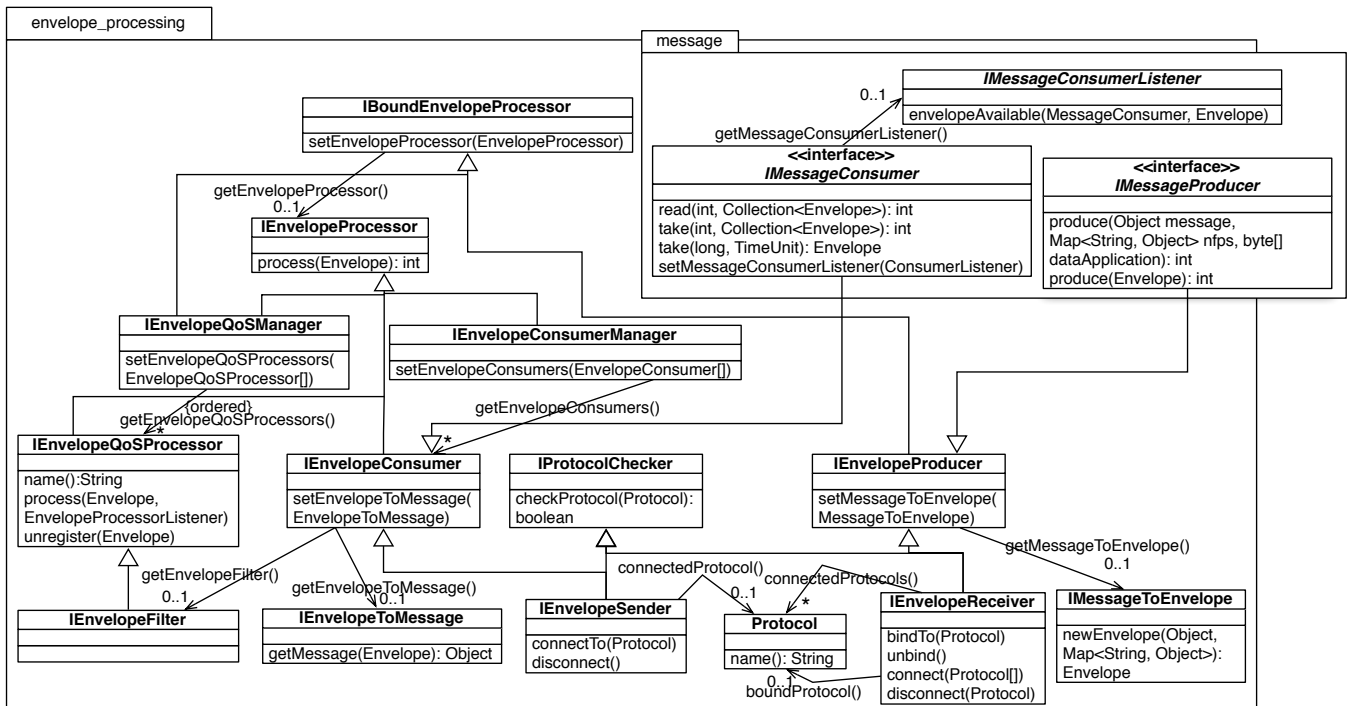 envelope_processing
message
IMessageConsumerListener
envelopeAvailable(MessageConsumer, Envelope)
0..1
getMessageConsumerListener()
IBoundEnvelopeProcessor
setEnvelopeProcessor(EnvelopeProcessor)
<<interface>>
IMessageConsumer
read(int, Collection<Envelope>): int
take(int, Collection<Envelope>): int
take(long, TimeUnit): Envelope
setMessageConsumerListener(ConsumerListener)
<<interface>>
IMessageProducer
produce(Object message,
Map<String, Object> nfps, byte[]
dataApplication): int
produce(Envelope): int
getEnvelopeProcessor()
0..1
IEnvelopeProcessor
process(Envelope): int
IEnvelopeQoSManager
setEnvelopeQoSProcessors(
EnvelopeQoSProcessor[])
IEnvelopeConsumerManager
setEnvelopeConsumers(EnvelopeConsumer[])
{ordered}
getEnvelopeQoSProcessors()
*
getEnvelopeConsumers()
*
IEnvelopeQoSProcessor
name():String
process(Envelope,
EnvelopeProcessorListener)
unregister(Envelope)
IEnvelopeConsumer
setEnvelopeToMessage(
EnvelopeToMessage)
IProtocolChecker
checkProtocol(Protocol):
boolean
IEnvelopeProducer
setMessageToEnvelope(
MessageToEnvelope)
getEnvelopeFilter()
0..1
getEnvelopeToMessage()
0..1
connectedProtocol()
0..1
connectedProtocols()
*
getMessageToEnvelope()
0..1
IEnvelopeFilter
IEnvelopeToMessage
getMessage(Envelope): Object
IEnvelopeSender
connectTo(Protocol)
disconnect()
Protocol
name(): String
0..1
boundProtocol()
IEnvelopeReceiver
bindTo(Protocol)
unbind()
connect(Protocol[])
disconnect(Protocol)
IMessageToEnvelope
newEnvelope(Object,
Map<String, Object>):
Envelope